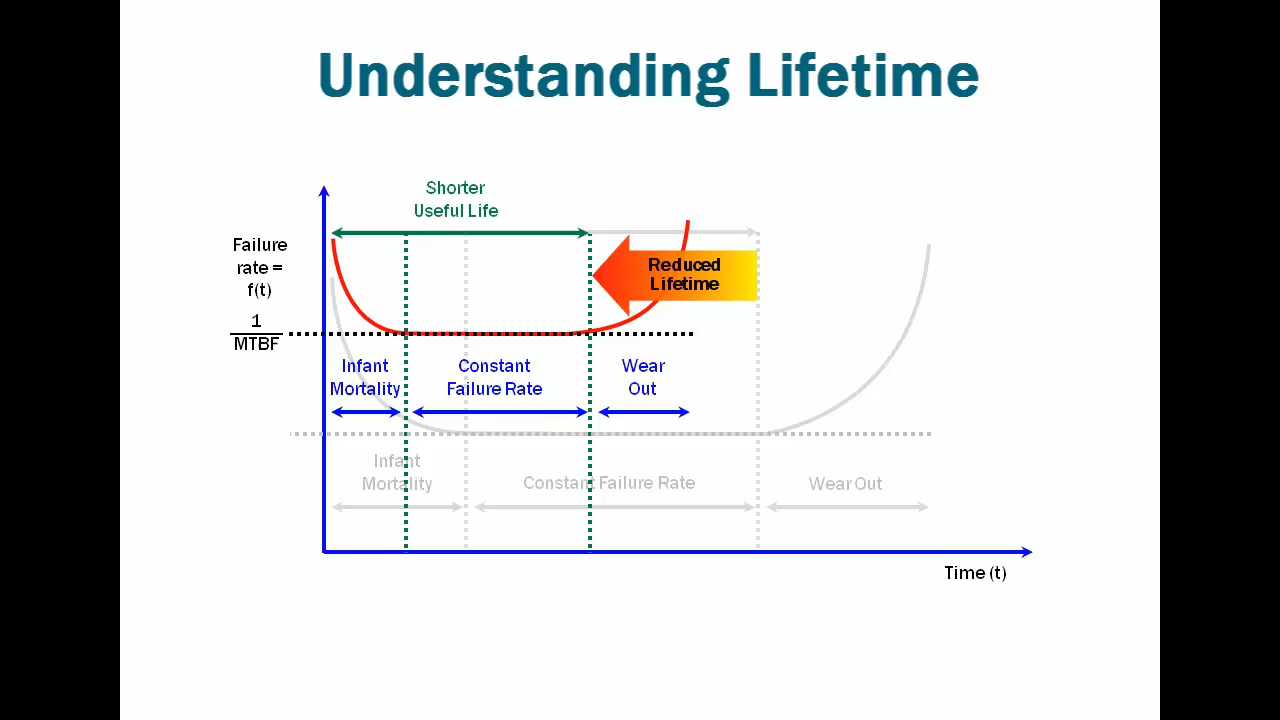 Understanding Lifetime
Shorter
Useful Life
Failure
rate =
f(t)
1
MTBF
Reduced
Lifetime
Infant
Mortality
Constant
Failure Rate
Wear
Out
Infant
Mortality
Constant Failure Rate
Wear Out
Time (t)